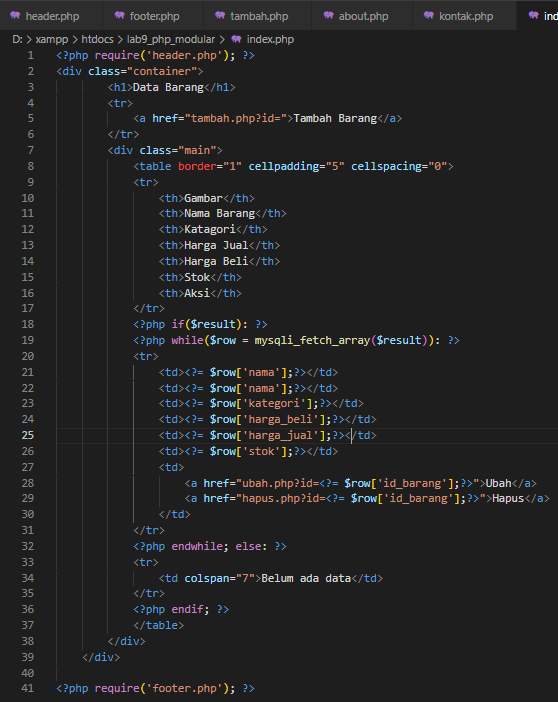 header.php footer.php tambah.php about.php kontak.php ind
D: > xampp > htdocs > lab9_php_modular > index.php
1 <?php require('header.php'); ?>
2 <div class="container">
3 <h1>Data Barang</h1>
4 <tr>
5 <a href="tambah.php?id=">Tambah Barang</a>
6 </tr>
7 <div class="main">
8 <table border="1" cellpadding="5" cellspacing="0">
9 <tr>
10 <th>Gambar</th>
11 <th>Nama Barang</th>
12 <th>Katagori</th>
13 <th>Harga Jual</th>
14 <th>Harga Beli</th>
15 <th>Stok</th>
16 <th>Aksi</th>
17 </tr>
18 <?php if($result): ?>
19 <?php while($row = mysqli_fetch_array($result)): ?>
20 <tr>
21 <td><?= $row['nama'];?></td>
22 <td><?= $row['nama'];?></td>
23 <td><?= $row['kategori'];?></td>
24 <td><?= $row['harga_beli'];?></td>
25 <td><?= $row['harga_jual'];?></td>
26 <td><?= $row['stok'];?></td>
27 <td>
28 <a href="ubah.php?id=<?= $row['id_barang'];?>">Ubah</a>
29 <a href="hapus.php?id=<?= $row['id_barang'];?>">Hapus</a>
30 </td>
31 </tr>
32 <?php endwhile; else: ?>
33 <tr>
34 <td colspan="7">Belum ada data</td>
35 </tr>
36 <?php endif; ?>
37 </table>
38 </div>
39 </div>
40
41 <?php require('footer.php'); ?>